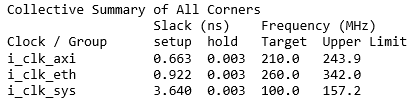 Collective Summary of All Corners
Slack (ns) Frequency (MHz)
Clock / Group setup hold Target Upper Limit
i_clk_axi 0.663 0.003 210.0 243.9
i_clk_eth 0.922 0.003 260.0 342.0
i_clk_sys 3.640 0.003 100.0 157.2